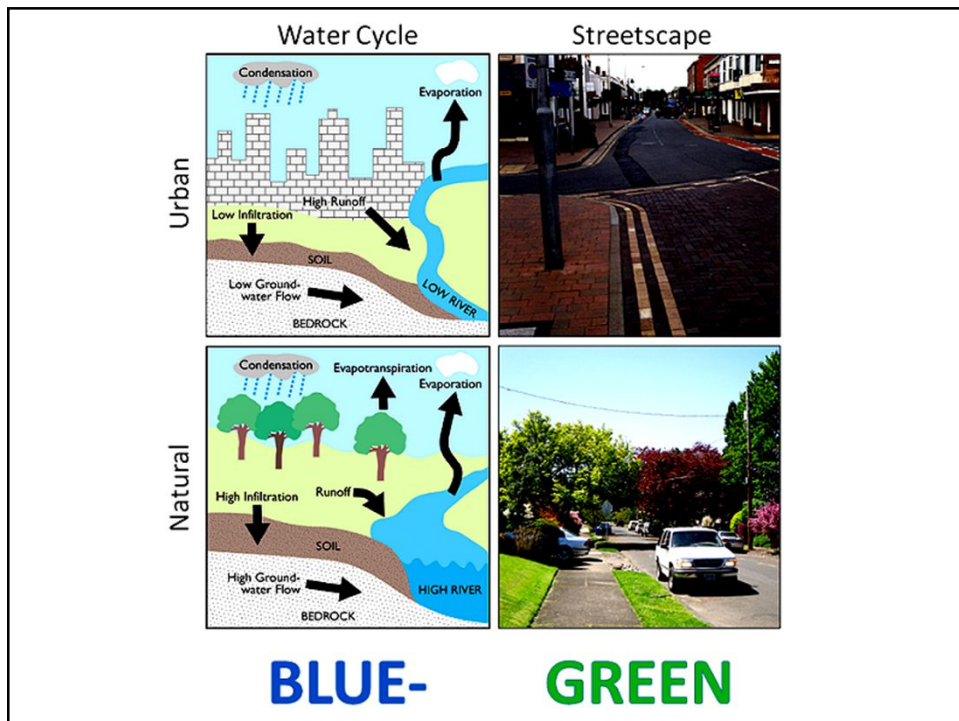 Water Cycle
Streetscape
Urban
Condensation
Evaporation
High Runoff
Low Infiltration
SOIL
Low Ground-
water Flow
LOW RIVER
BEDROCK
Natural
Condensation
Evapotranspiration
Evaporation
High Infiltration
Runoff
SOIL
High Ground-
water Flow
HIGH RIVER
BEDROCK
BLUE- GREEN